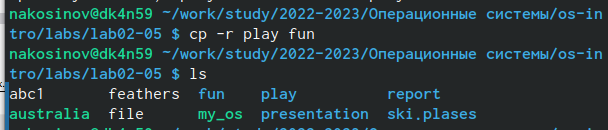 nakosinov@dk4n59 ~/work/study/2022-2023/Операционные системы/os-in
tro/labs/lab02-05 $ cp -r play fun
nakosinov@dk4n59 ~/work/study/2022-2023/Операционные системы/os-in
tro/labs/lab02-05 $ ls
abc1 feathers fun play report
australia file my_os presentation ski.plases